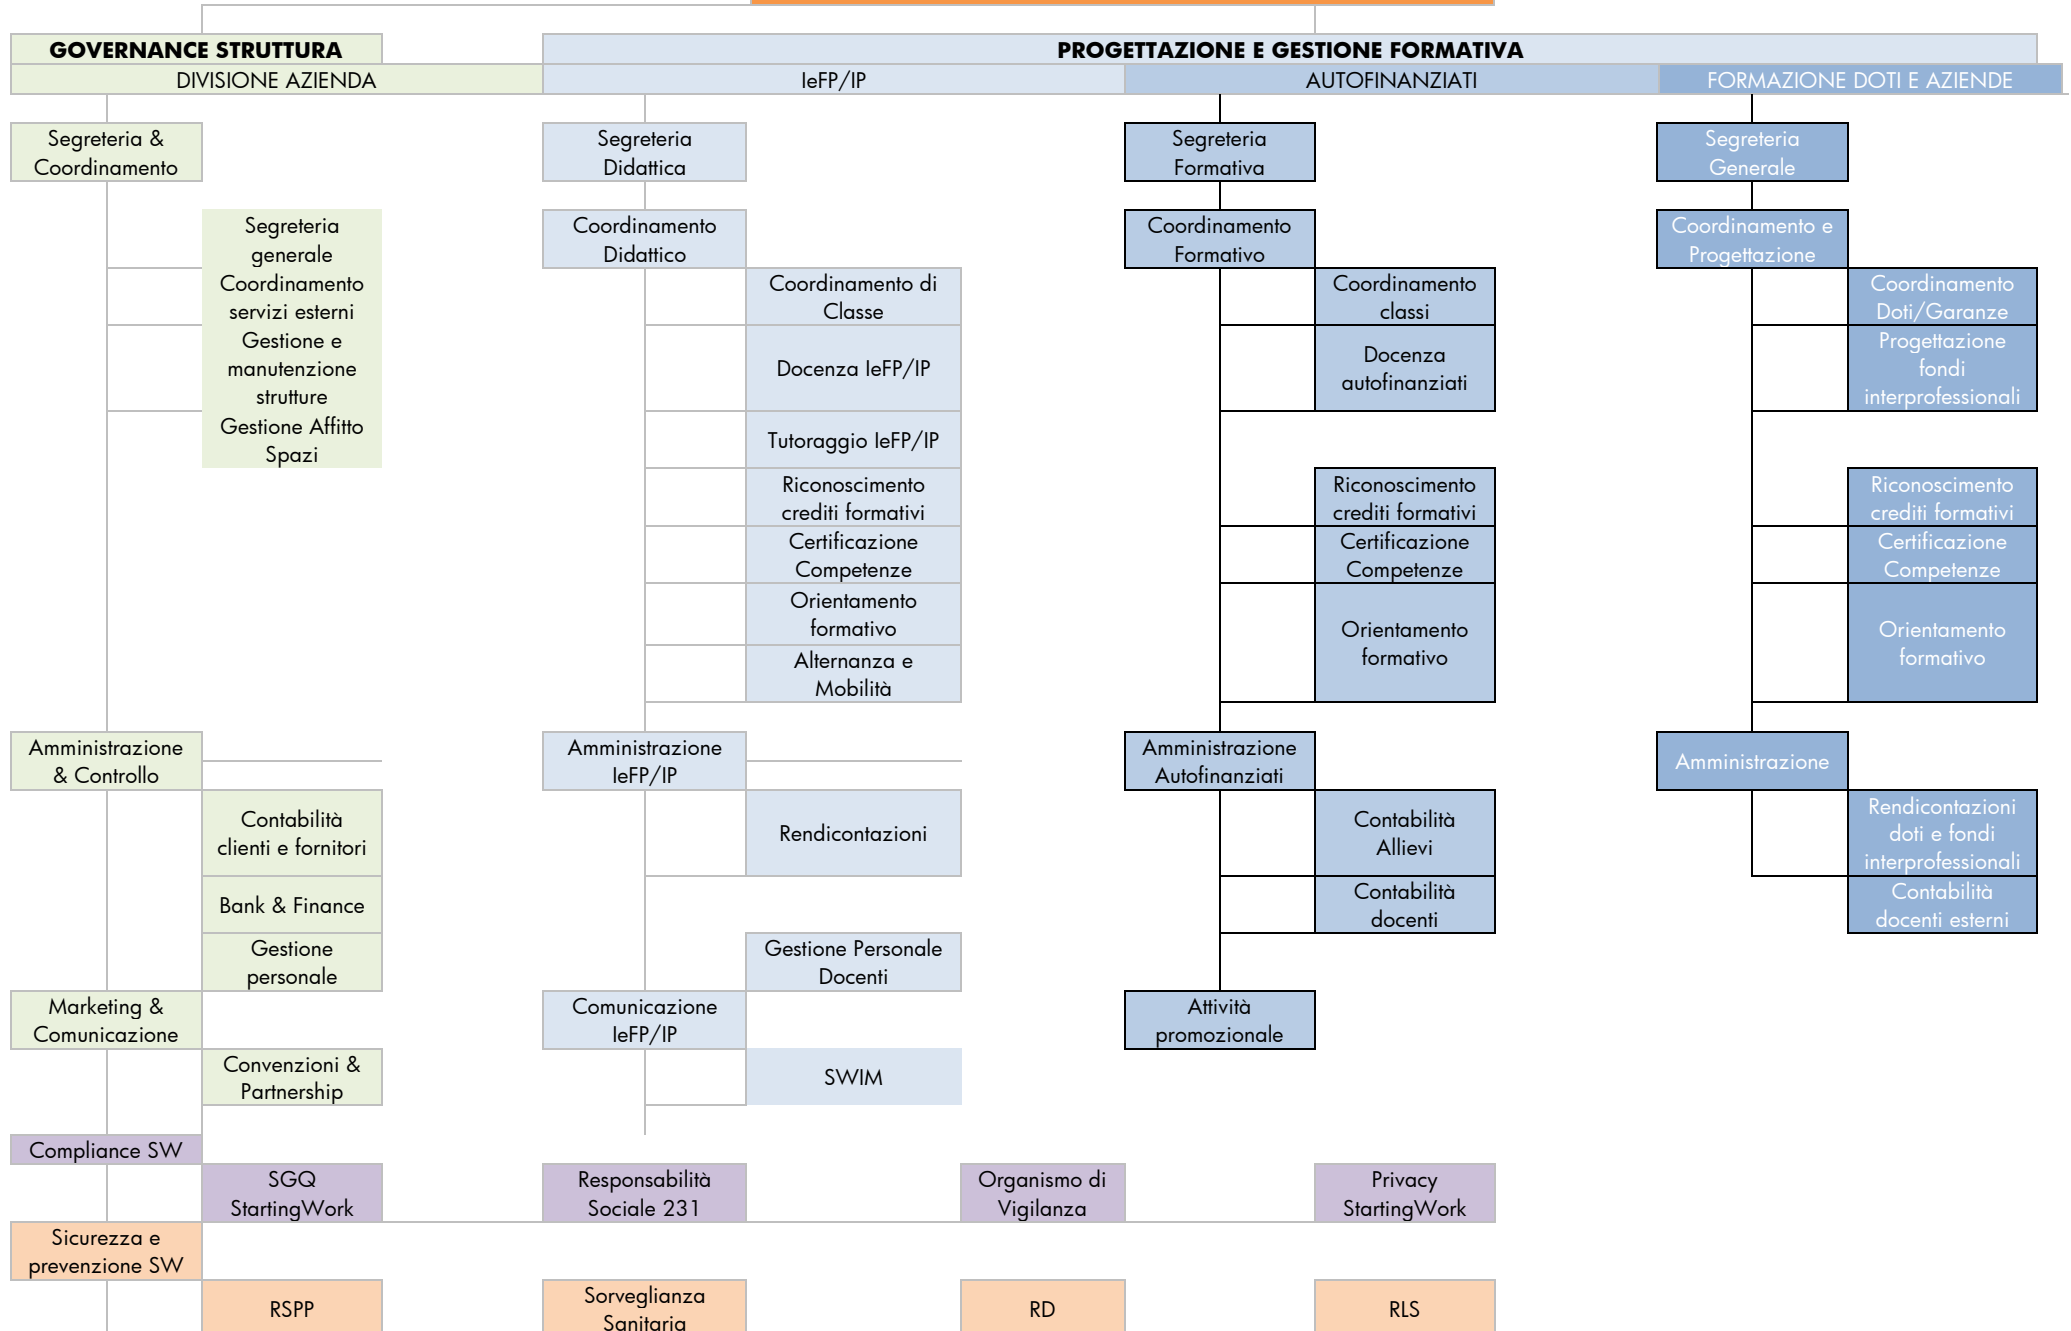 GOVERNANCE STRUTTURA
PROGETTAZIONE E GESTIONE FORMATIVA
DIVISIONE AZIENDA
IeFP/IP
AUTOFINANZIATI
FORMAZIONE DOTI E AZIENDE
Segreteria &
Coordinamento
Segreteria
Didattica
Segreteria
Formativa
Segreteria
Generale
Segreteria
generale
Coordinamento
Didattico
Coordinamento
Formativo
Coordinamento e
Progettazione
Coordinamento
servizi esterni
Coordinamento di
Classe
Coordinamento
classi
Coordinamento
Doti/Garanze
Gestione e
manutenzione
strutture
Docenza IeFP/IP
Docenza
autofinanziati
Progettazione
fondi
interprofessionali
Gestione Affitto
Spazi
Tutoraggio IeFP/IP
Riconoscimento
crediti formativi
Riconoscimento
crediti formativi
Riconoscimento
crediti formativi
Certificazione
Competenze
Certificazione
Competenze
Certificazione
Competenze
Orientamento
formativo
Orientamento
formativo
Orientamento
formativo
Alternanza e
Mobilità
Amministrazione
& Controllo
Amministrazione
IeFP/IP
Amministrazione
Autofinanziati
Amministrazione
Contabilità
clienti e fornitori
Rendicontazioni
Contabilità
Allievi
Rendicontazioni
doti e fondi
interprofessionali
Bank & Finance
Contabilità
docenti
Contabilità
docenti esterni
Gestione
personale
Gestione Personale
Docenti
Marketing &
Comunicazione
Comunicazione
IeFP/IP
Attività
promozionale
Convenzioni &
Partnership
SWIM
Compliance SW
SGQ
StartingWork
Responsabilità
Sociale 231
Organismo di
Vigilanza
Privacy
StartingWork
Sicurezza e
prevenzione SW
RSPP
Sorveglianza
Sanitaria
RD
RLS